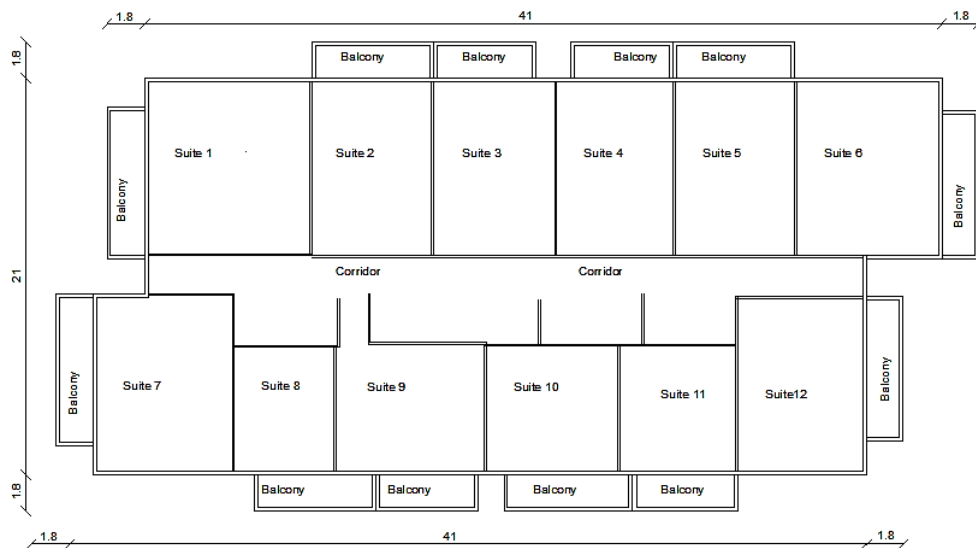 1.8
41
1.8
1.8
Balcony
Balcony
Balcony
Balcony
Suite 1
Suite 2
Suite 3
Suite 4
Suite 5
Suite 6
Balcony
Balcony
21
Corridor
Corridor
Suite 7
Suite 8
Suite 9
Suite 10
Suite 11
Suite12
Balcony
Balcony
1.8
Balcony
Balcony
Balcony
Balcony
1.8
41
1.8